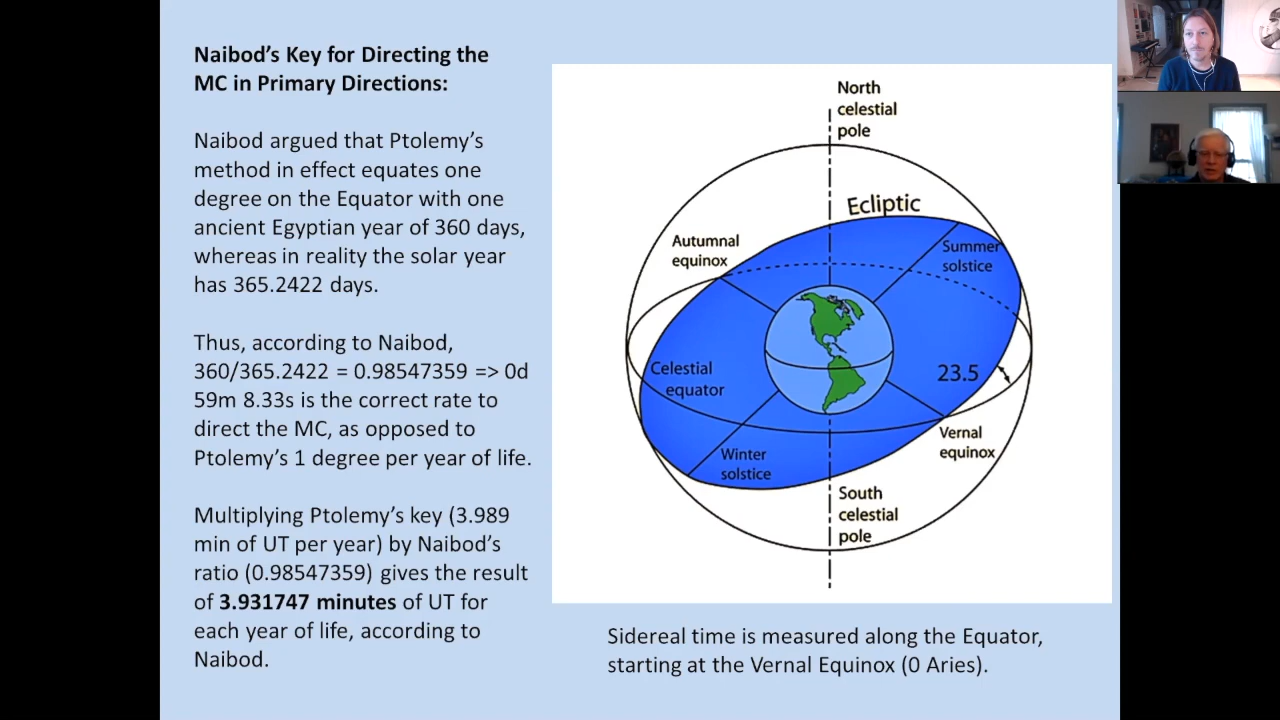 Naibod's Key for Directing the
MC in Primary Directions:
Naibod argued that Ptolemy's
method in effect equates one
degree on the Equator with one
ancient Egyptian year of 360 days,
whereas in reality the solar year
has 365.2422 days.
Thus, according to Naibod,
360/365.2422 = 0.98547359 => 0d
59m 8.33s is the correct rate to
direct the MC, as opposed to
Ptolemy's 1 degree per year of life.
Multiplying Ptolemy's key (3.989
min of UT per year) by Naibod's
ratio (0.98547359) gives the result
of 3.931747 minutes of UT for
each year of life, according to
Naibod.
North
celestial
pole
Ecliptic
Autumnal
equinox
Summer
solstice
Celestial
equator
23.5
Vernal
equinox
Winter
solstice
South
celestial
pole
Sidereal time is measured along the Equator,
starting at the Vernal Equinox (0 Aries).